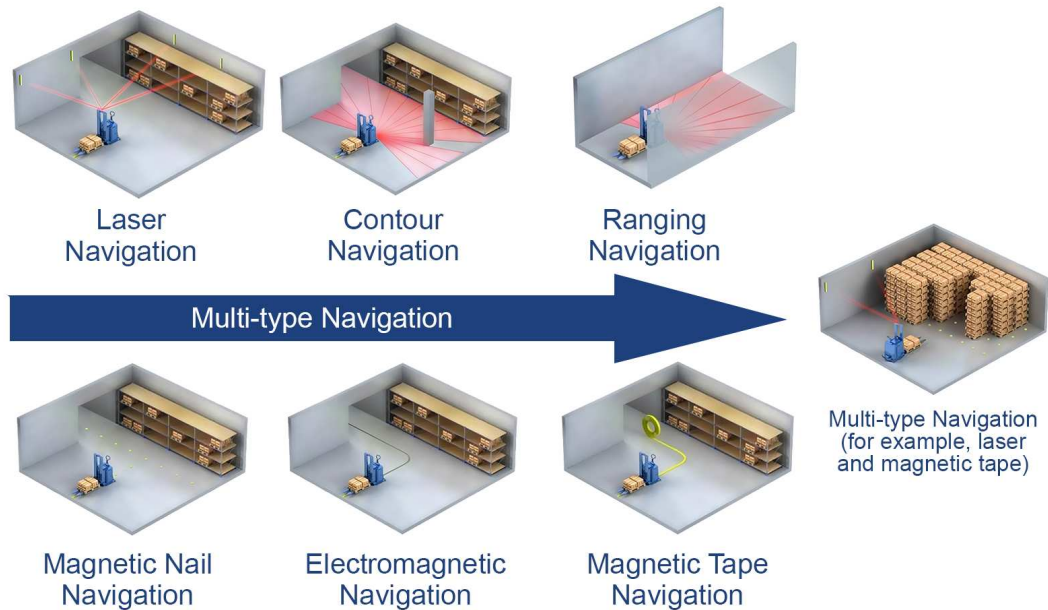 Laser
Navigation
Contour
Navigation
Ranging
Navigation
Multi-type Navigation
Multi-type Navigation
(for example, laser
and magnetic tape)
Magnetic Nail
Navigation
Electromagnetic
Navigation
Magnetic Tape
Navigation